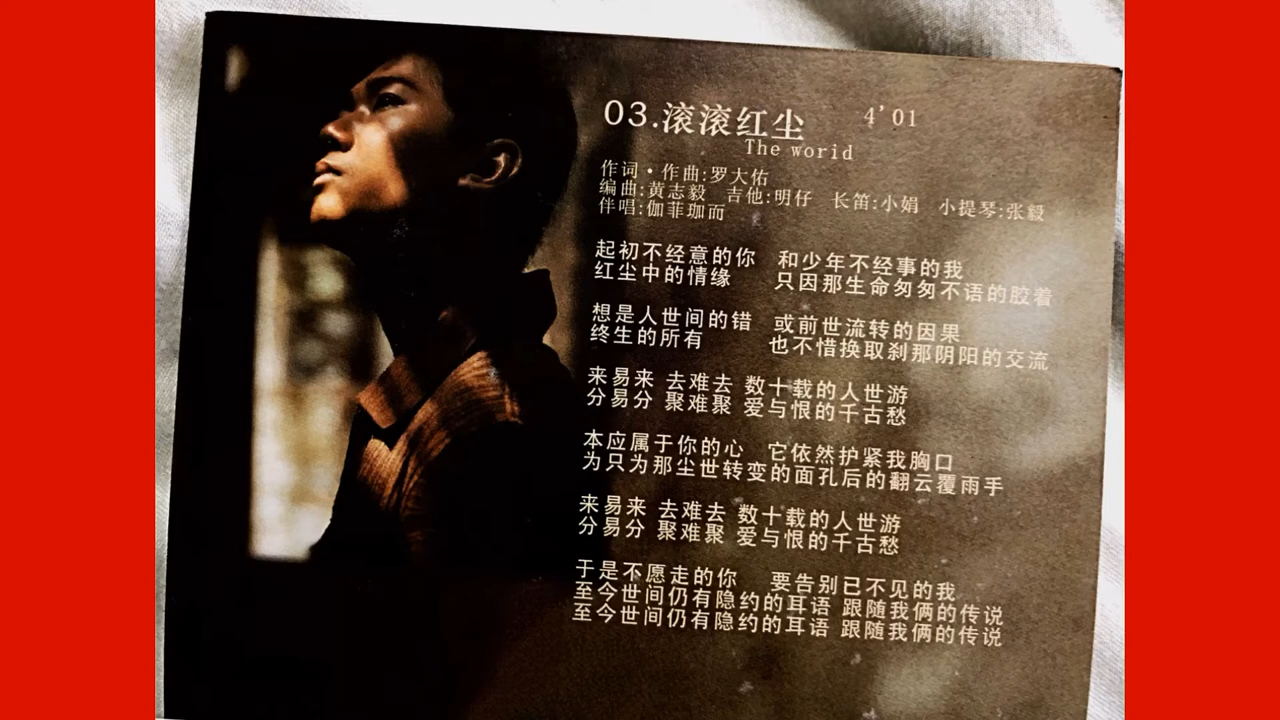 03.滚滚红尘 4'01
The worid
作词·作曲:罗大佑
编曲:黄志毅 吉他:明仔 长笛:小娟 小提琴:张毅
伴唱:伽菲珈而
起初不经意的你 和少年不经事的我
红尘中的情缘 只因那生命匆匆不语的胶着
想是人世间的错 或前世流转的因果
终生的所有 也不惜换取刹那阴阳的交流
来易来 去难去 数十载的人世游
分易分 聚难聚 爱与恨的千古愁
本应属于你的心 它依然护紧我胸口
为只为那尘世转变的面孔后的翻云覆雨手
来易来 去难去 数十载的人世游
分易分 聚难聚 爱与恨的千古愁
于是不愿走的你 要告别已不见的我
至今世间仍有隐约的耳语 跟随我俩的传说
至今世间仍有隐约的耳语 跟随我俩的传说